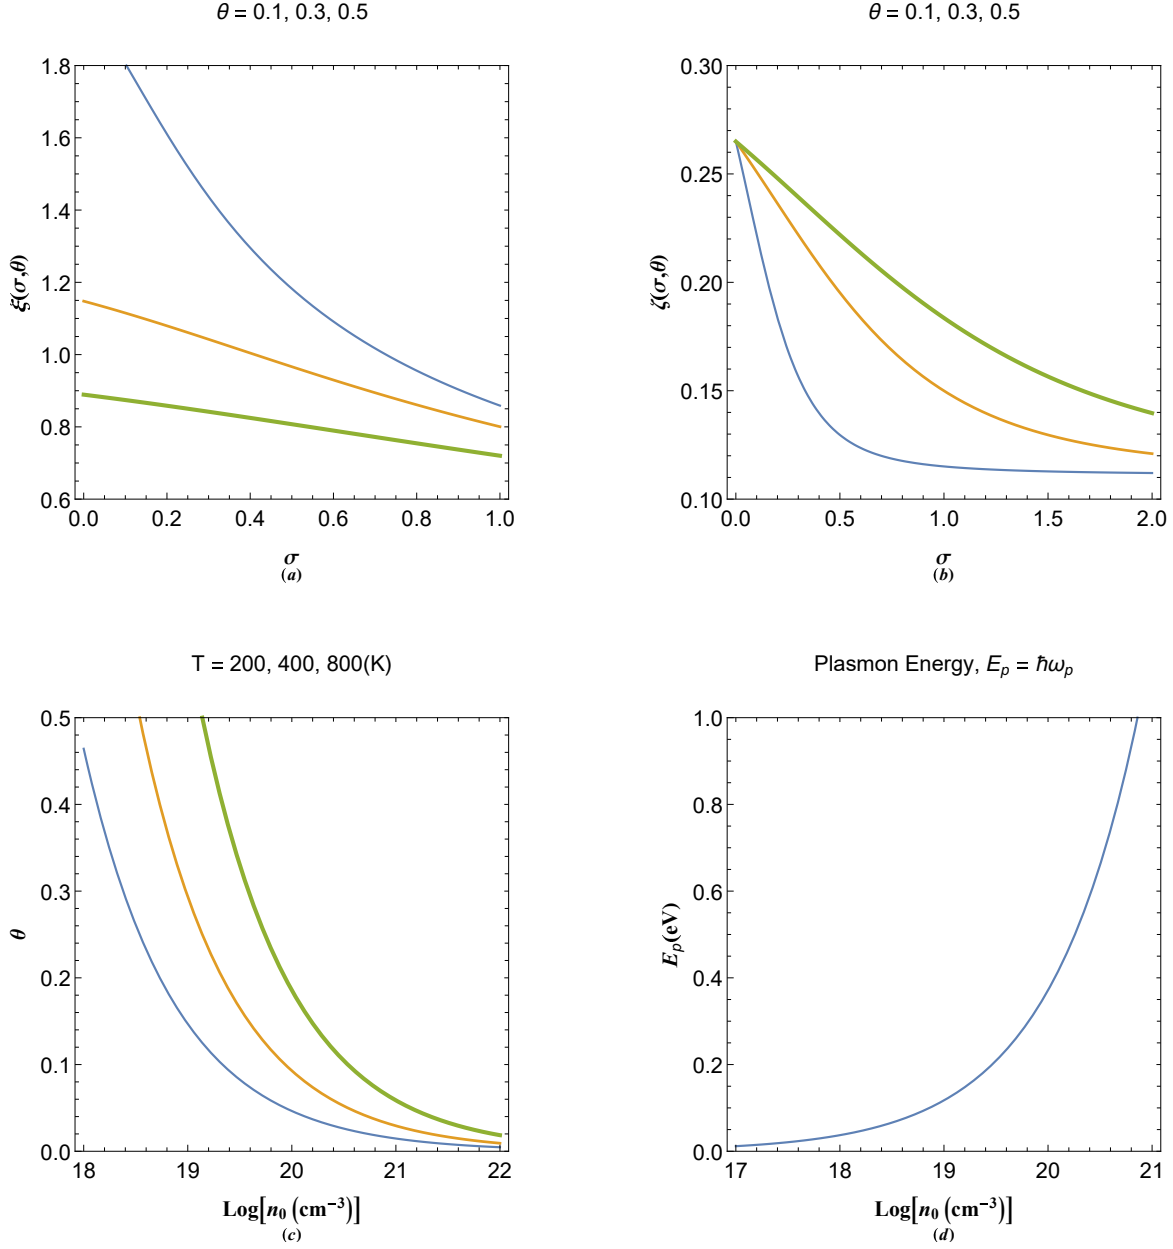 θ = 0.1, 0.3, 0.5
1.8
1.6
1.4
1.2
1.0
0.8
0.6
ξ(σ,θ)
0.0 0.2 0.4 0.6 0.8 1.0
σ
(a)
θ = 0.1, 0.3, 0.5
0.30
0.25
0.20
0.15
0.10
ζ(σ,θ)
0.0 0.5 1.0 1.5 2.0
σ
(b)
T = 200, 400, 800(K)
0.5
0.4
0.3
0.2
0.1
0.0
θ
18 19 20 21 22
Log[n₀ (cm⁻³)]
(c)
Plasmon Energy, Eₚ = ℏωₚ
1.0
0.8
0.6
0.4
0.2
0.0
Eₚ(eV)
17 18 19 20 21
Log[n₀ (cm⁻³)]
(d)